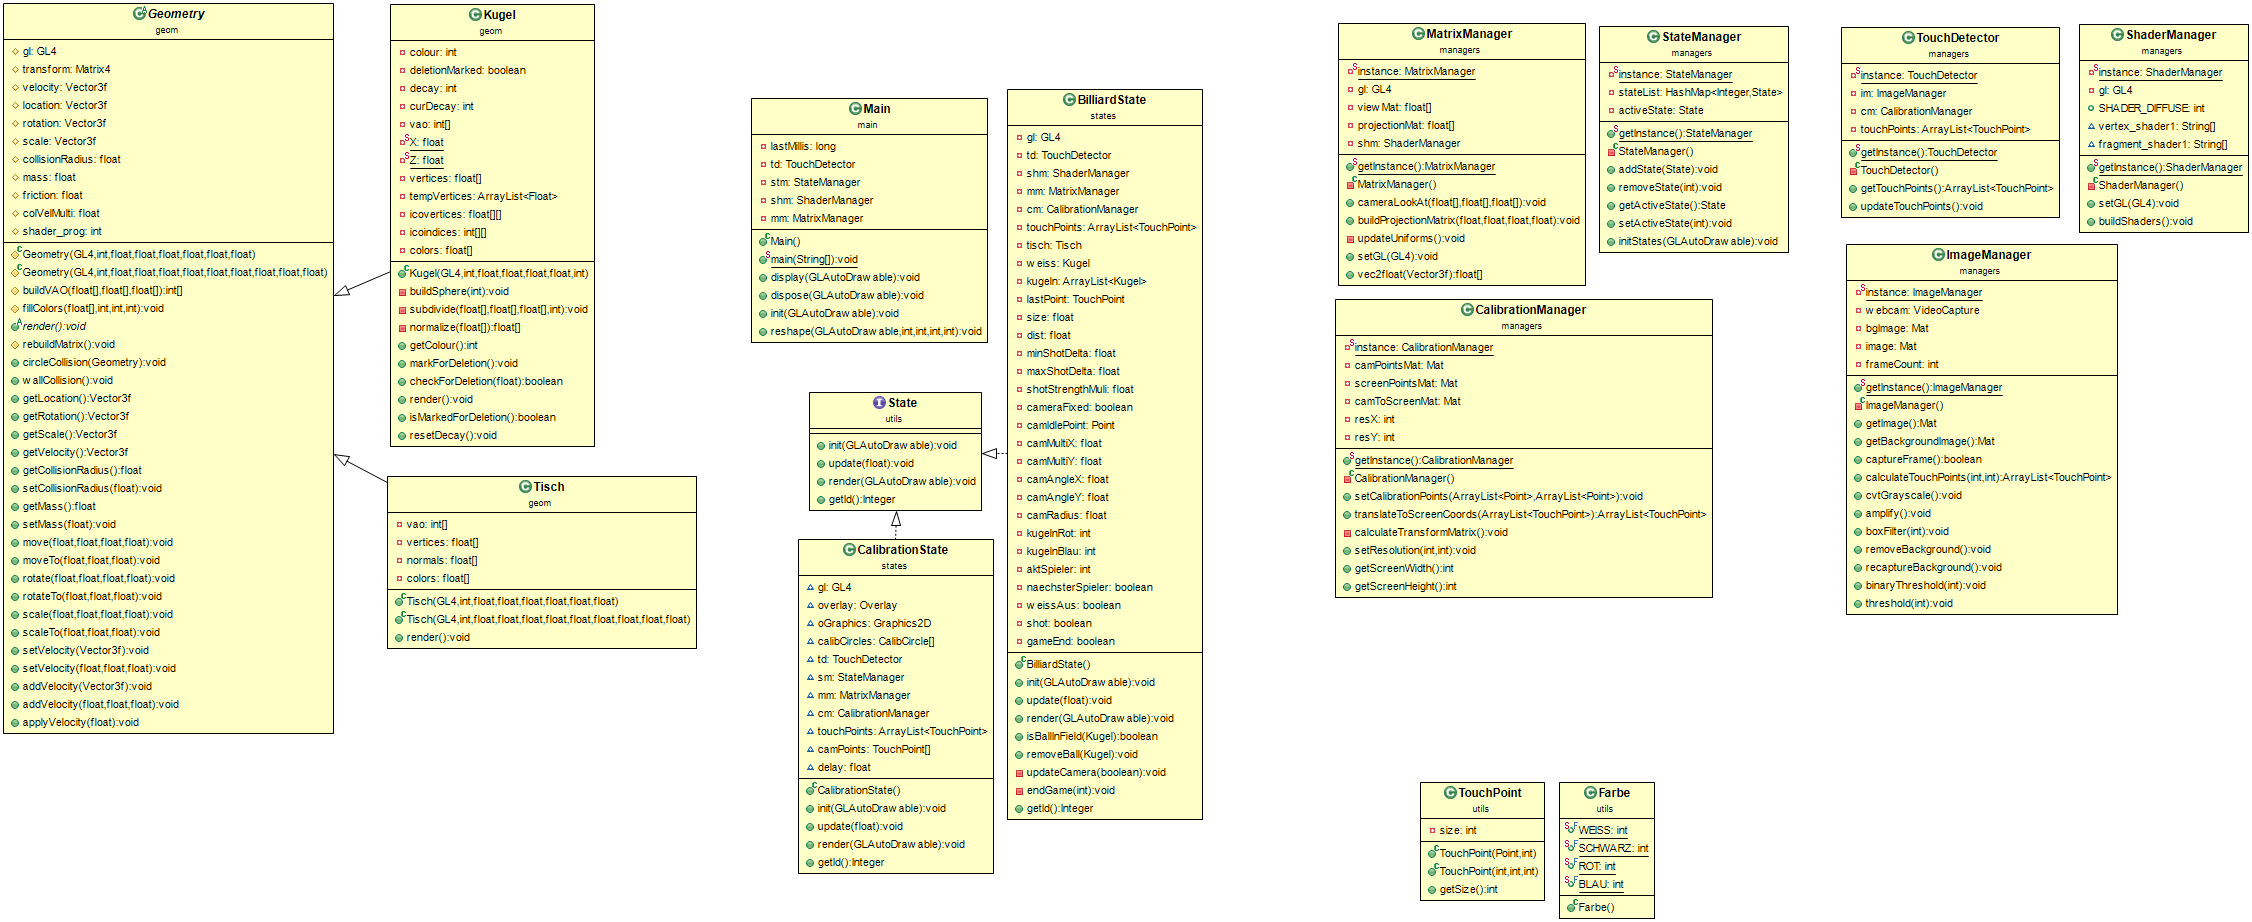 Geometry
geom
gl: GL4
transform: Matrix4
velocity: Vector3f
location: Vector3f
rotation: Vector3f
scale: Vector3f
collisionRadius: float
mass: float
friction: float
colVelMulti: float
shader_prog: int
Geometry(GL4,int,float,float,float,float,float,float)
Geometry(GL4,int,float,float,float,float,float,float,float,float,float,float)
buildVAO(float[],float[],float[]):int[]
fillColors(float[],int,int,int):void
render():void
rebuildMatrix():void
circleCollision(Geometry):void
wallCollision():void
getLocation():Vector3f
getRotation():Vector3f
getScale():Vector3f
getVelocity():Vector3f
getCollisionRadius():float
setCollisionRadius(float):void
getMass():float
setMass(float):void
move(float,float,float,float):void
moveTo(float,float,float):void
rotate(float,float,float,float):void
rotateTo(float,float,float):void
scale(float,float,float,float):void
scaleTo(float,float,float):void
setVelocity(Vector3f):void
setVelocity(float,float,float):void
addVelocity(Vector3f):void
addVelocity(float,float,float):void
applyVelocity(float):void
Kugel
geom
colour: int
deletionMarked: boolean
decay: int
curDecay: int
vao: int[]
X: float
Z: float
vertices: float[]
tempVertices: ArrayList<Float>
icovertices: float[][]
icoindices: int[][]
colors: float[]
Kugel(GL4,int,float,float,float,float,int)
buildSphere(int):void
subdivide(float[],float[],float[],int):void
normalize(float[]):float[]
getColour():int
markForDeletion():void
checkForDeletion(float):boolean
render():void
isMarkedForDeletion():boolean
resetDecay():void
Tisch
geom
vao: int[]
vertices: float[]
normals: float[]
colors: float[]
Tisch(GL4,int,float,float,float,float,float,float)
Tisch(GL4,int,float,float,float,float,float,float,float,float,float)
render():void
Main
main
lastMillis: long
td: TouchDetector
stm: StateManager
shm: ShaderManager
mm: MatrixManager
Main()
main(String[]):void
display(GLAutoDrawable):void
dispose(GLAutoDrawable):void
init(GLAutoDrawable):void
reshape(GLAutoDrawable,int,int,int,int):void
State
utils
init(GLAutoDrawable):void
update(float):void
render(GLAutoDrawable):void
getId():Integer
CalibrationState
states
gl: GL4
overlay: Overlay
oGraphics: Graphics2D
calibCircles: CalibCircle[]
td: TouchDetector
sm: StateManager
mm: MatrixManager
cm: CalibrationManager
touchPoints: ArrayList<TouchPoint>
camPoints: TouchPoint[]
delay: float
CalibrationState()
init(GLAutoDrawable):void
update(float):void
render(GLAutoDrawable):void
getId():Integer
BilliardState
states
gl: GL4
td: TouchDetector
shm: ShaderManager
mm: MatrixManager
cm: CalibrationManager
touchPoints: ArrayList<TouchPoint>
tisch: Tisch
weiss: Kugel
kugeln: ArrayList<Kugel>
lastPoint: TouchPoint
size: float
dist: float
minShotDelta: float
maxShotDelta: float
shotStrengthMuli: float
cameraFixed: boolean
camIdlePoint: Point
camMultiX: float
camMultiY: float
camAngleX: float
camAngleY: float
camRadius: float
kugelnRot: int
kugelnBlau: int
aktSpieler: int
naechsterSpieler: boolean
weissAus: boolean
shot: boolean
gameEnd: boolean
BilliardState()
init(GLAutoDrawable):void
update(float):void
render(GLAutoDrawable):void
isBallInField(Kugel):boolean
removeBall(Kugel):void
updateCamera(boolean):void
endGame(int):void
getId():Integer
MatrixManager
managers
instance: MatrixManager
gl: GL4
viewMat: float[]
projectionMat: float[]
shm: ShaderManager
getInstance():MatrixManager
MatrixManager()
cameraLookAt(float[],float[],float[]):void
buildProjectionMatrix(float,float,float,float):void
updateUniforms():void
setGL(GL4):void
vec2float(Vector3f):float[]
StateManager
managers
instance: StateManager
stateList: HashMap<Integer,State>
activeState: State
getInstance():StateManager
StateManager()
addState(State):void
removeState(int):void
getActiveState():State
setActiveState(int):void
initStates(GLAutoDrawable):void
CalibrationManager
managers
instance: CalibrationManager
camPointsMat: Mat
screenPointsMat: Mat
camToScreenMat: Mat
resX: int
resY: int
getInstance():CalibrationManager
CalibrationManager()
setCalibrationPoints(ArrayList<Point>,ArrayList<Point>):void
translateToScreenCoords(ArrayList<TouchPoint>):ArrayList<TouchPoint>
calculateTransformMatrix():void
setResolution(int,int):void
getScreenWidth():int
getScreenHeight():int
TouchDetector
managers
instance: TouchDetector
im: ImageManager
cm: CalibrationManager
touchPoints: ArrayList<TouchPoint>
getInstance():TouchDetector
TouchDetector()
getTouchPoints():ArrayList<TouchPoint>
updateTouchPoints():void
ShaderManager
managers
instance: ShaderManager
gl: GL4
SHADER_DIFFUSE: int
vertex_shader1: String[]
fragment_shader1: String[]
getInstance():ShaderManager
ShaderManager()
setGL(GL4):void
buildShaders():void
ImageManager
managers
instance: ImageManager
webcam: VideoCapture
bgImage: Mat
image: Mat
frameCount: int
getInstance():ImageManager
ImageManager()
getImage():Mat
getBackgroundImage():Mat
captureFrame():boolean
calculateTouchPoints(int,int):ArrayList<TouchPoint>
cvtGrayscale():void
amplify():void
boxFilter(int):void
removeBackground():void
recaptureBackground():void
binaryThreshold(int):void
threshold(int):void
TouchPoint
utils
size: int
TouchPoint(Point,int)
TouchPoint(int,int,int)
getSize():int
Farbe
utils
WEISS: int
SCHWARZ: int
ROT: int
BLAU: int
Farbe()